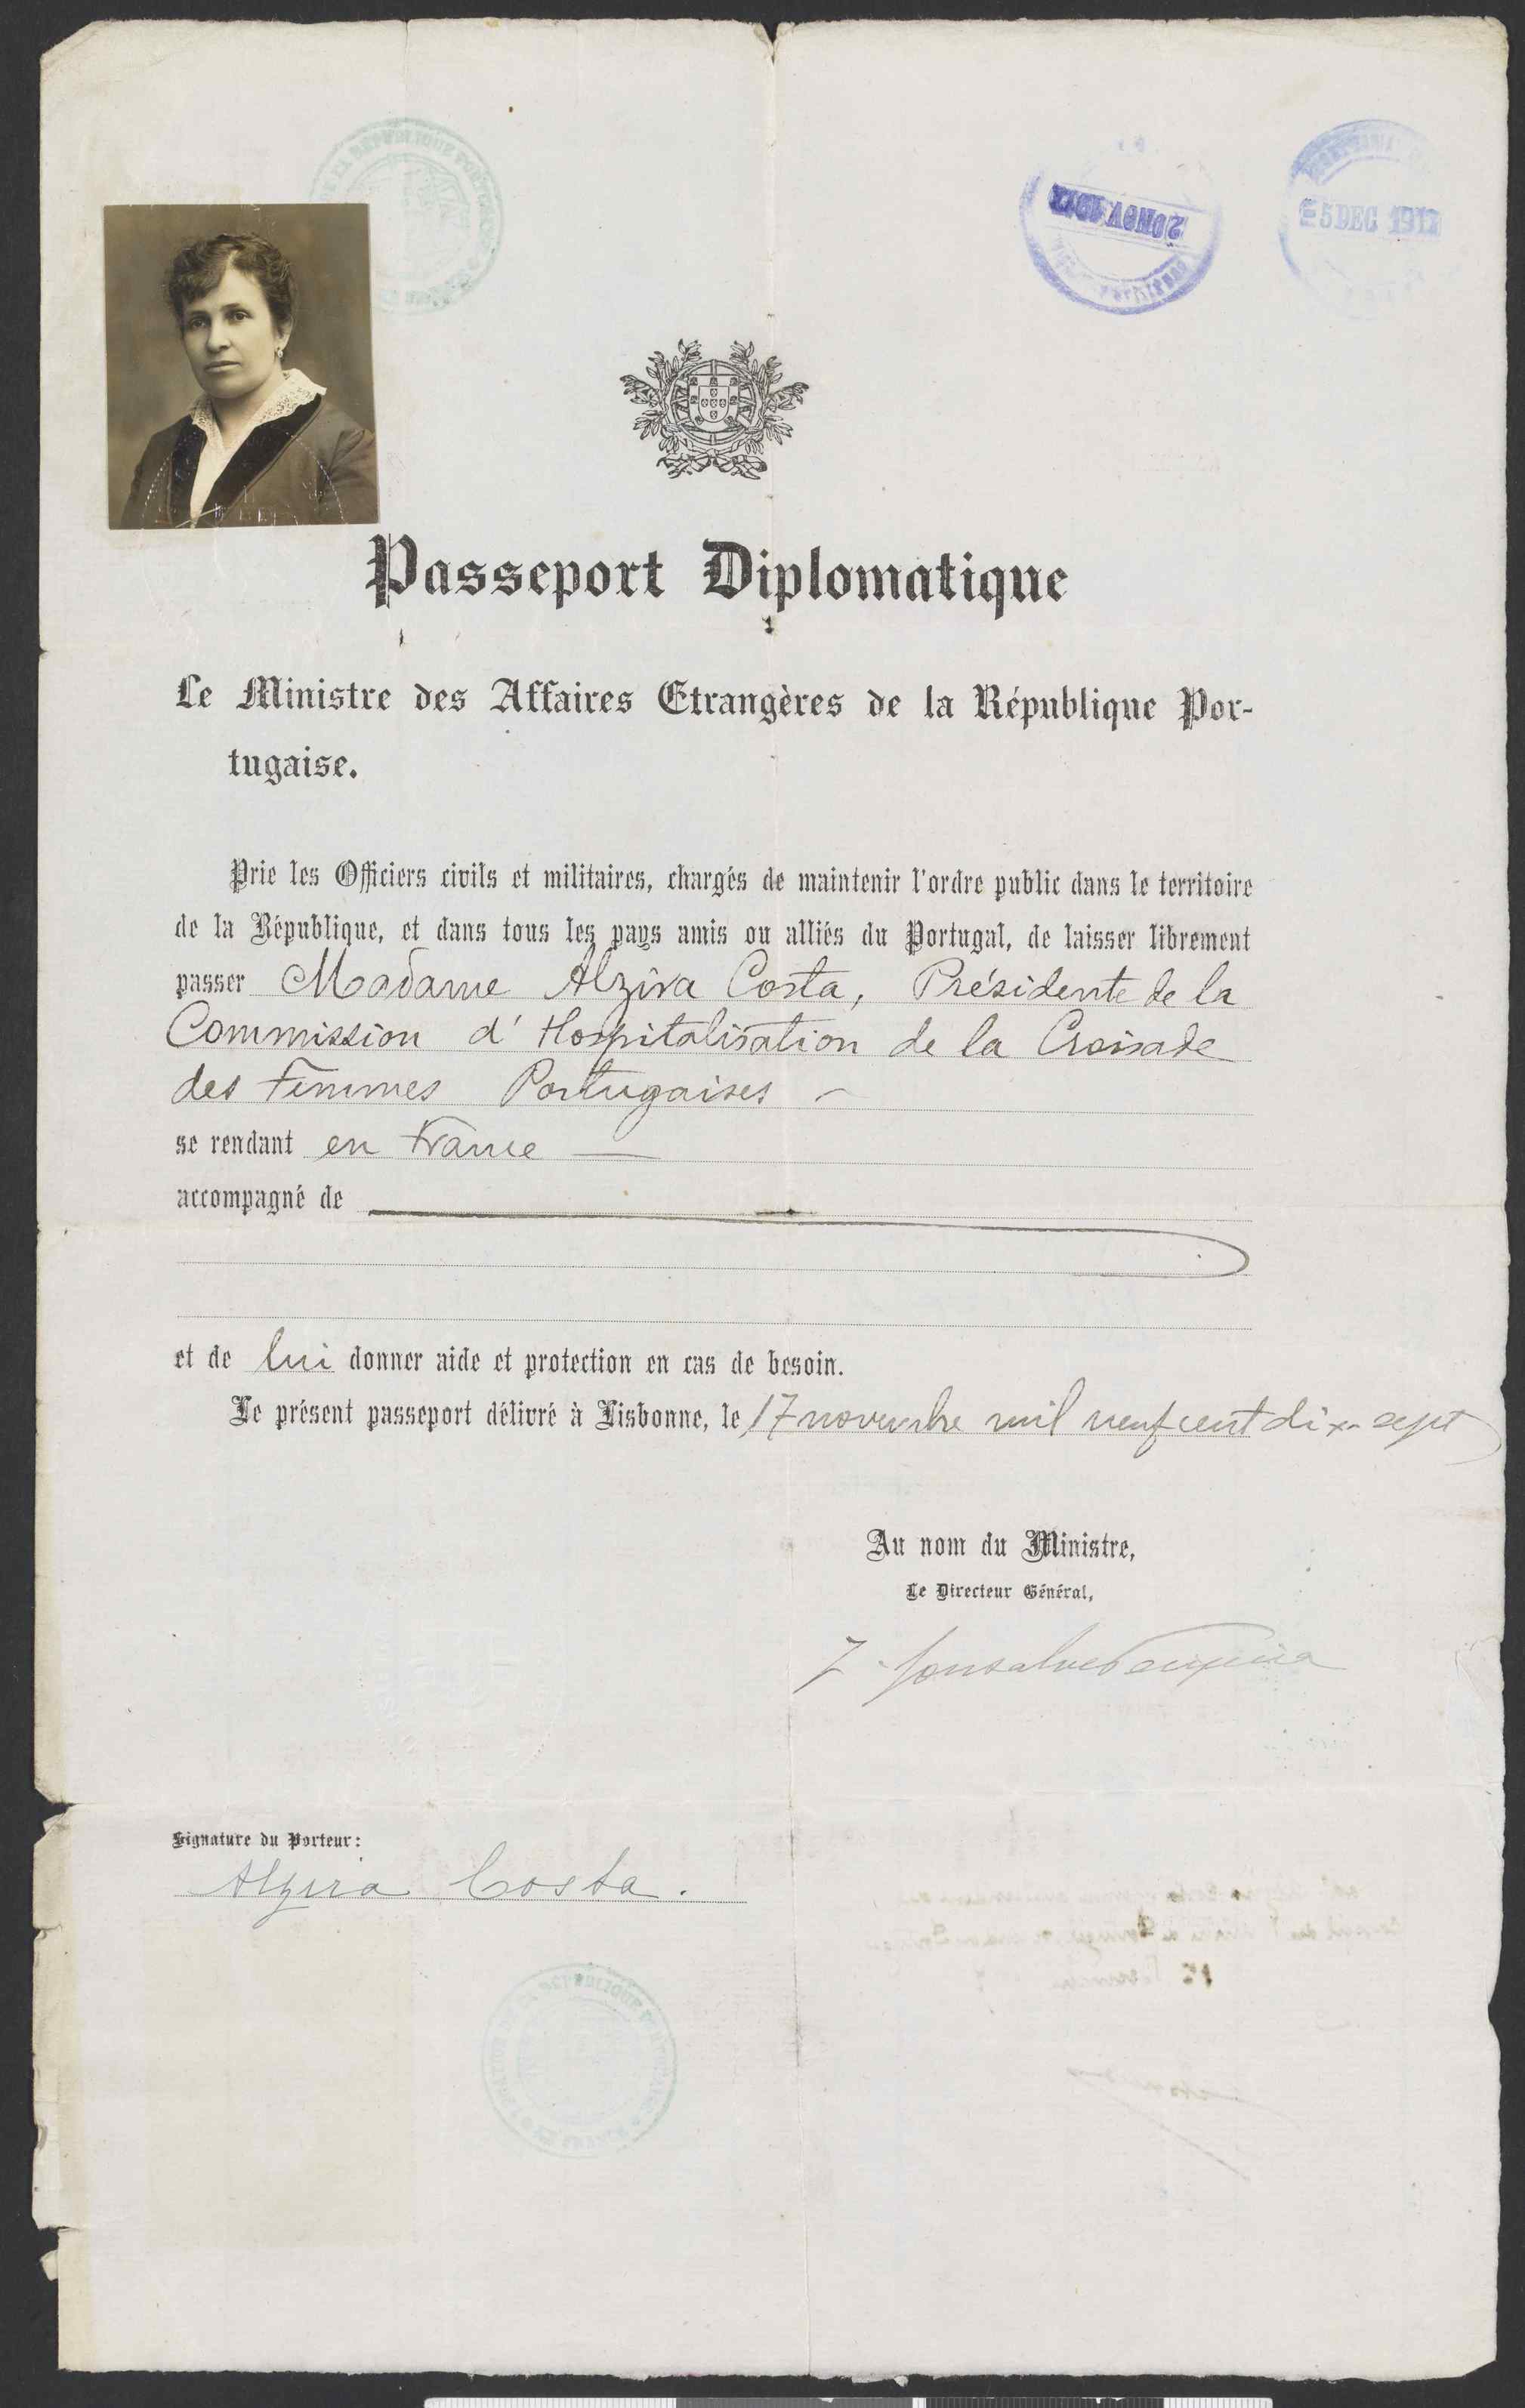 20 NOV 1917
5 DEC 1917
Passeport Diplomatique
Le Ministre des Affaires Etrangères de la République Por-
tugaise.
Prie les Officiers civils et militaires, chargés de maintenir l'ordre public dans le territoire
de la République, et dans tous les pays amis ou alliés du Portugal, de laisser librement
passer Madame Alzira Costa, Présidente de la
Commission d'Hospitalisation de la Croisade
des Femmes Portugaises –
se rendant en France —
accompagné de
et de lui donner aide et protection en cas de besoin.
Le présent passeport délivré à Lisbonne, le 17 novembre mil neuf cent dix-sept
Au nom du Ministre,
Le Directeur Général,
Signature du Porteur:
Alzira Costa.